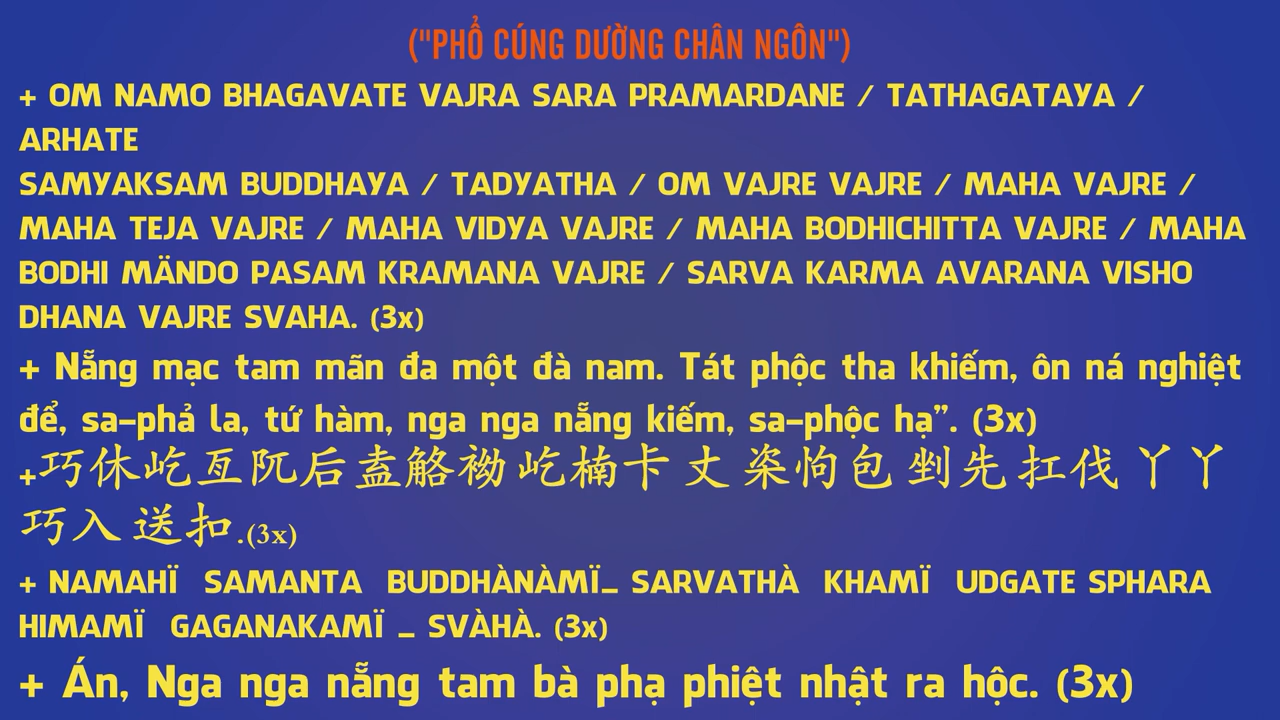 ("PHỔ CÚNG DƯỜNG CHÂN NGÔN")
+ OM NAMO BHAGAVATE VAJRA SARA PRAMARDANE / TATHAGATAYA /
ARHATE
SAMYAKSAM BUDDHAYA / TADYATHA / OM VAJRE VAJRE / MAHA VAJRE /
MAHA TEJA VAJRE / MAHA VIDYA VAJRE / MAHA BODHICHITTA VAJRE / MAHA
BODHI MÄNDO PASAM KRAMANA VAJRE / SARVA KARMA AVARANA VISHO
DHANA VAJRE SVAHA. (3x)
+ Nẵng mạc tam mãn đa một đà nam. Tát phộc tha khiếm, ôn ná nghiệt
để, sa-phả la, tứ hàm, nga nga nẵng kiếm, sa-phộc hạ”. (3x)
+巧休屹亙阢后盍觡袎 屹楠卡 丈 粢怐包 剉先 扛伐 丫丫
巧入 送扣.(3x)
+ NAMAHÏ SAMANTA BUDDHÀNÀMÏ_ SARVATHÀ KHAMÏ UDGATE SPHARA
HIMAMÏ GAGANAKAMÏ _ SVÀHÀ. (3x)
+ Án, Nga nga nẵng tam bà phạ phiệt nhật ra hộc. (3x)